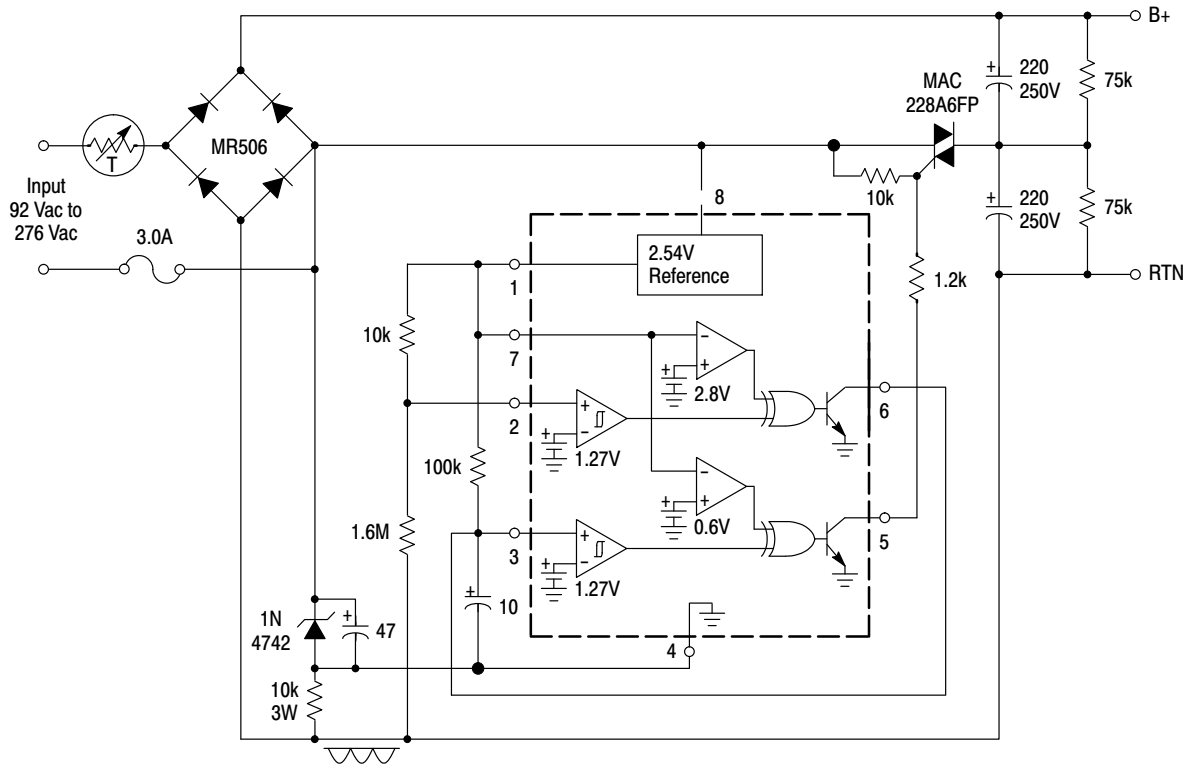 B+
220
250V
75k
MAC
228A6FP
MR506
T
Input
92 Vac to
276 Vac
3.0A
10k
8
220
250V
75k
2.54V
Reference
1
1.2k
RTN
10k
7
-
+
+
2.8V
6
2
+
-
+
1.27V
100k
-
+
+
0.6V
1.6M
3
+
-
+
1.27V
5
+
10
1N
4742
+
47
4
10k
3W